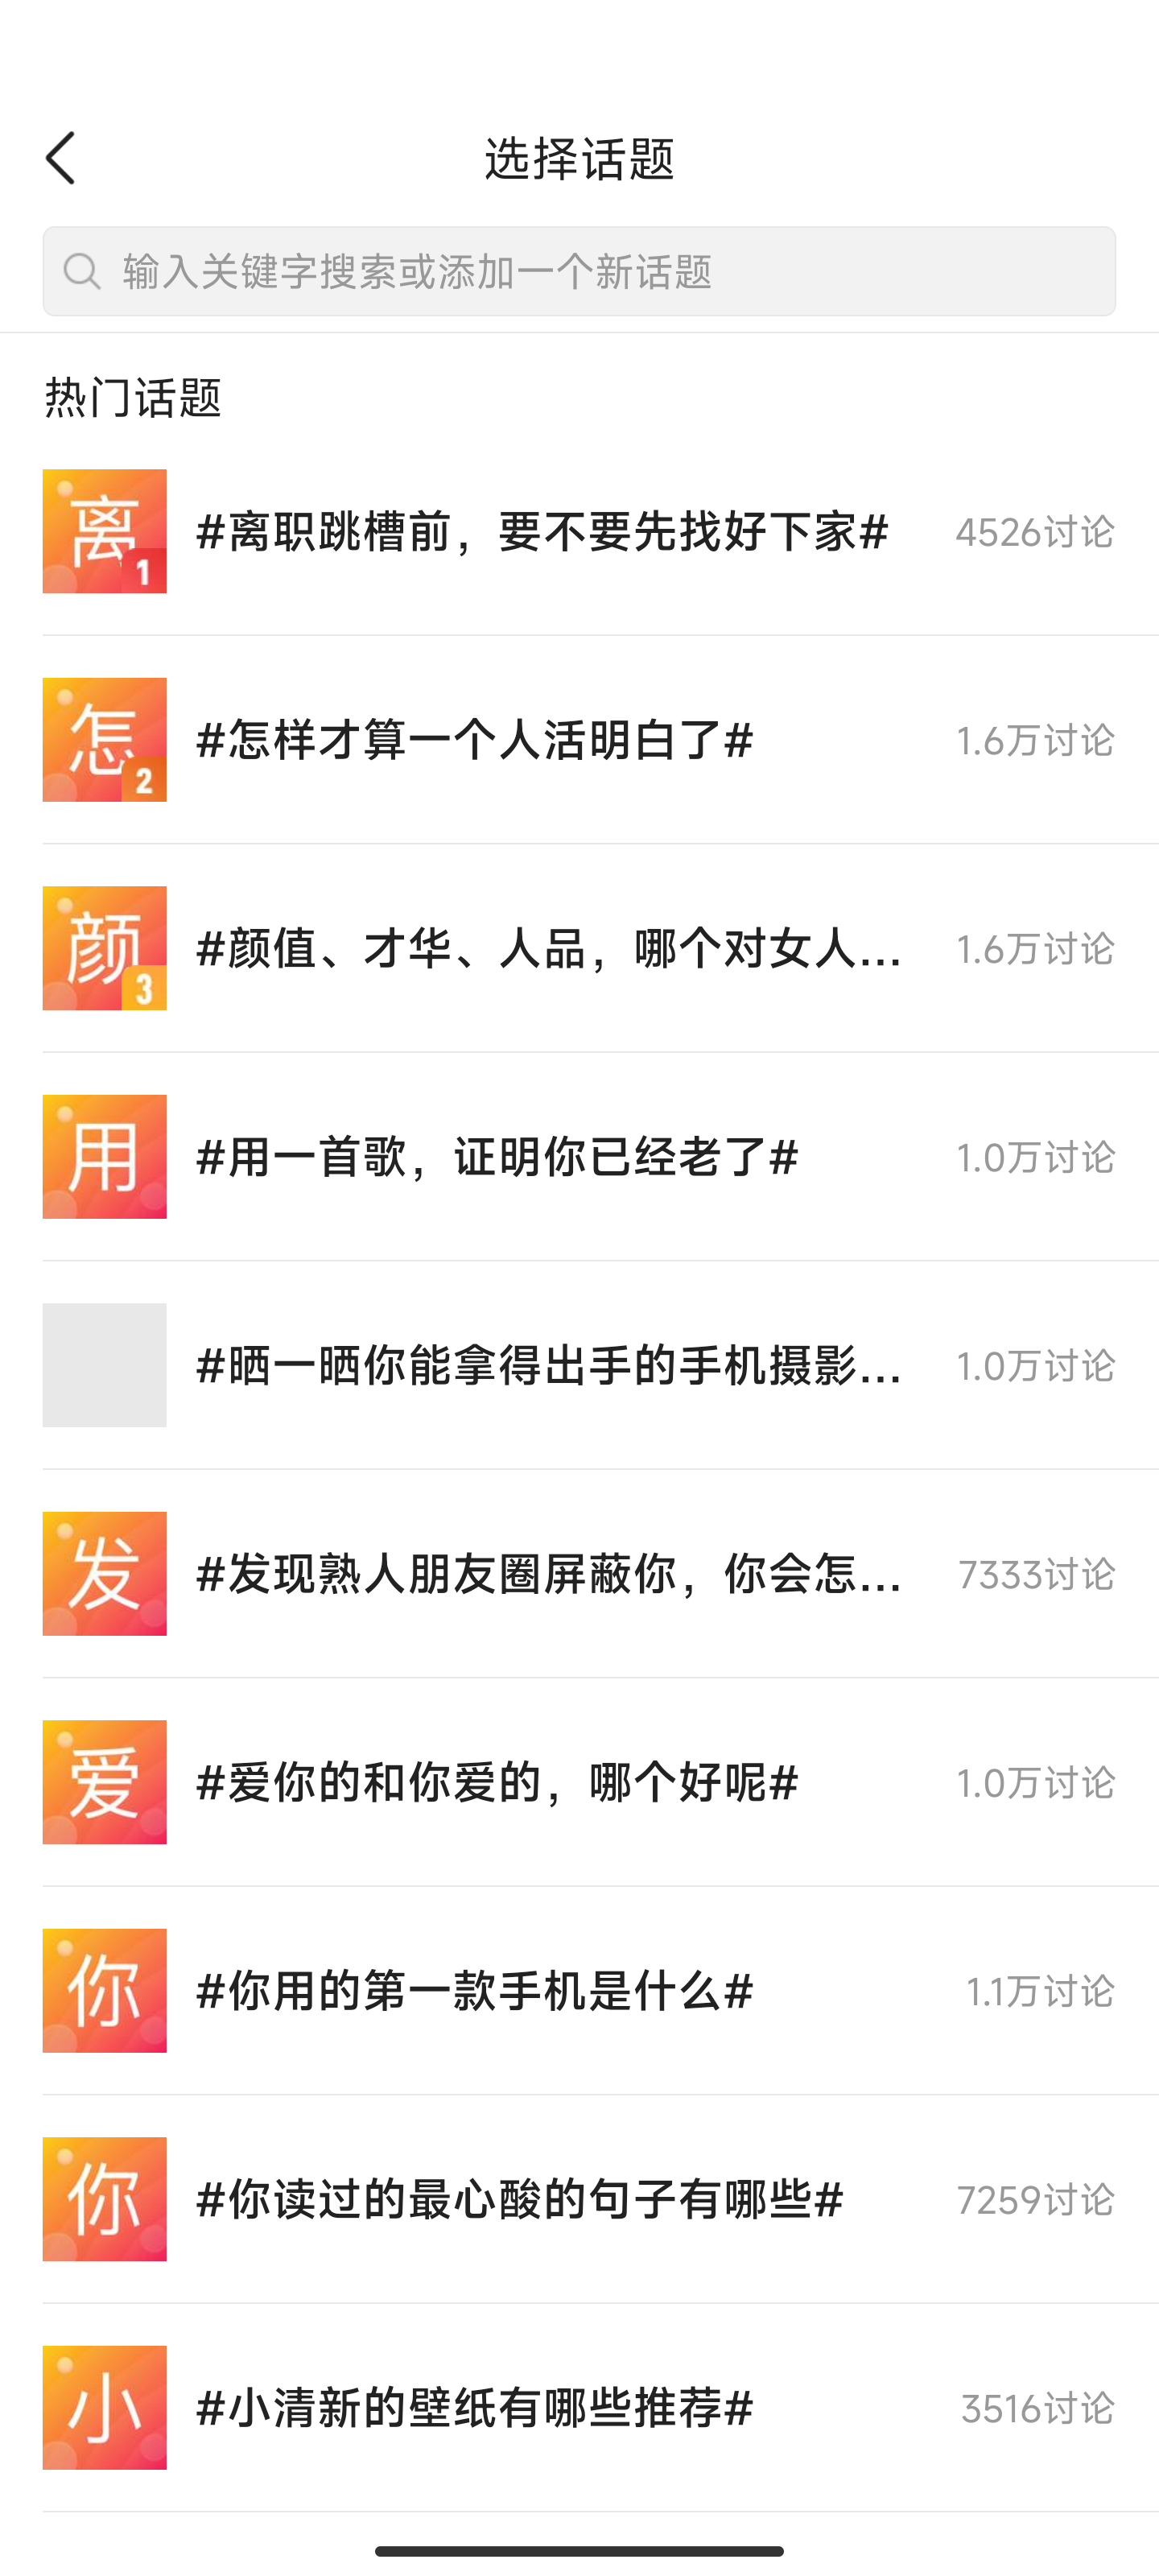 选择话题
输入关键字搜索或添加一个新话题
热门话题
离 1 #离职跳槽前，要不要先找好下家# 4526讨论
怎 2 #怎样才算一个人活明白了# 1.6万讨论
颜 3 #颜值、才华、人品，哪个对女人... 1.6万讨论
用 #用一首歌，证明你已经老了# 1.0万讨论
#晒一晒你能拿得出手的手机摄影... 1.0万讨论
发 #发现熟人朋友圈屏蔽你，你会怎... 7333讨论
爱 #爱你的和你爱的，哪个好呢# 1.0万讨论
你 #你用的第一款手机是什么# 1.1万讨论
你 #你读过的最心酸的句子有哪些# 7259讨论
小 #小清新的壁纸有哪些推荐# 3516讨论